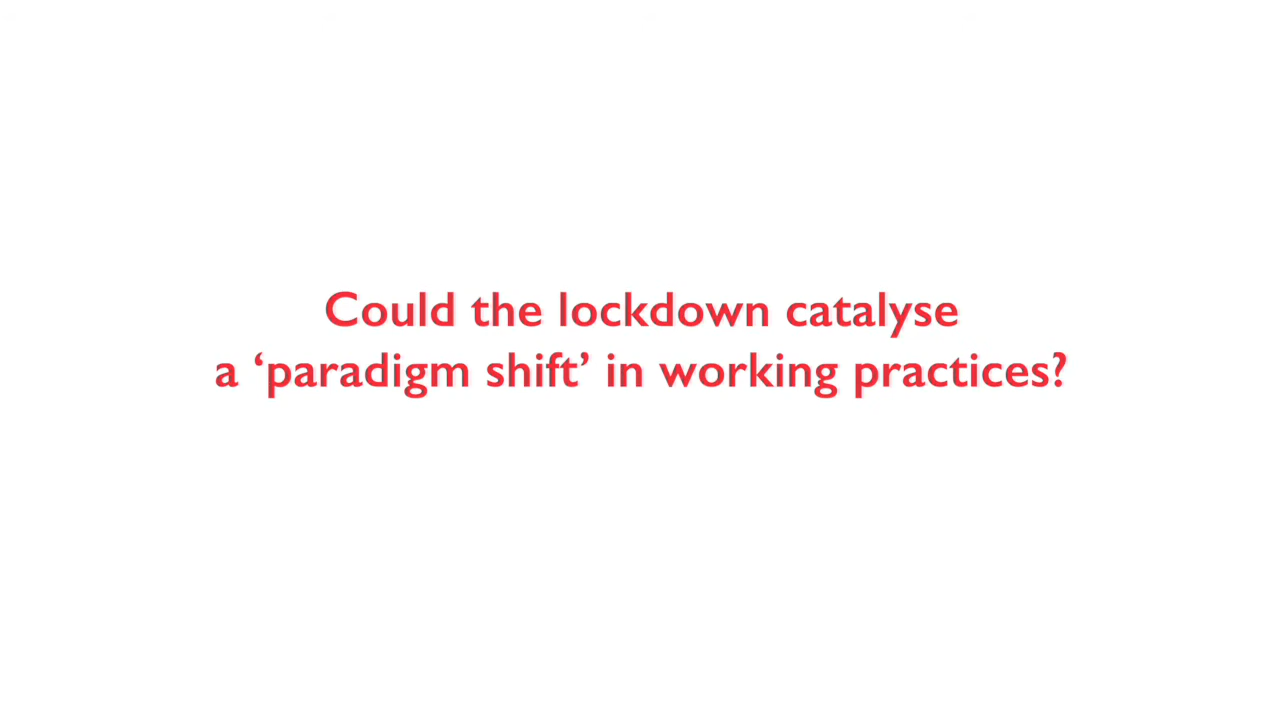 Could the lockdown catalyse
a ‘paradigm shift’ in working practices?